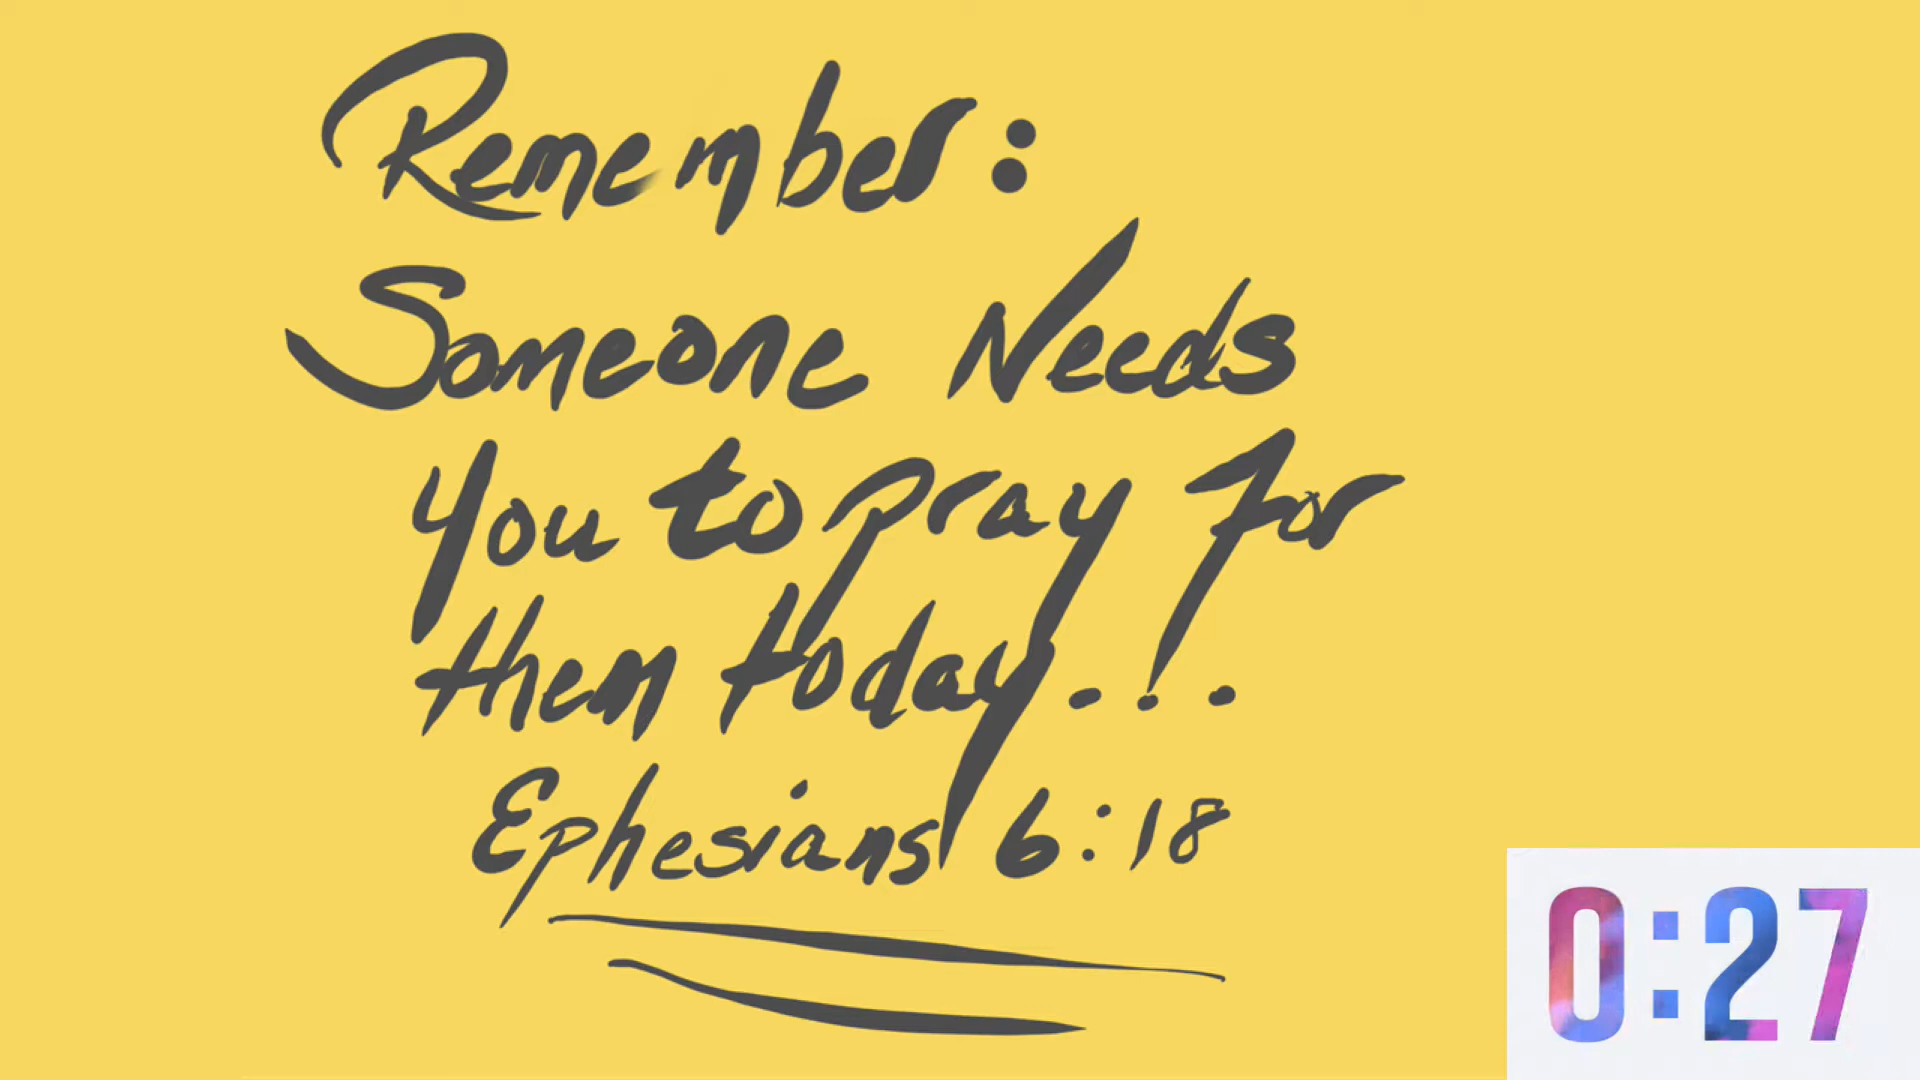 Remember:
Someone Needs
you to pray for
them today...
Ephesians 6:18
0:27